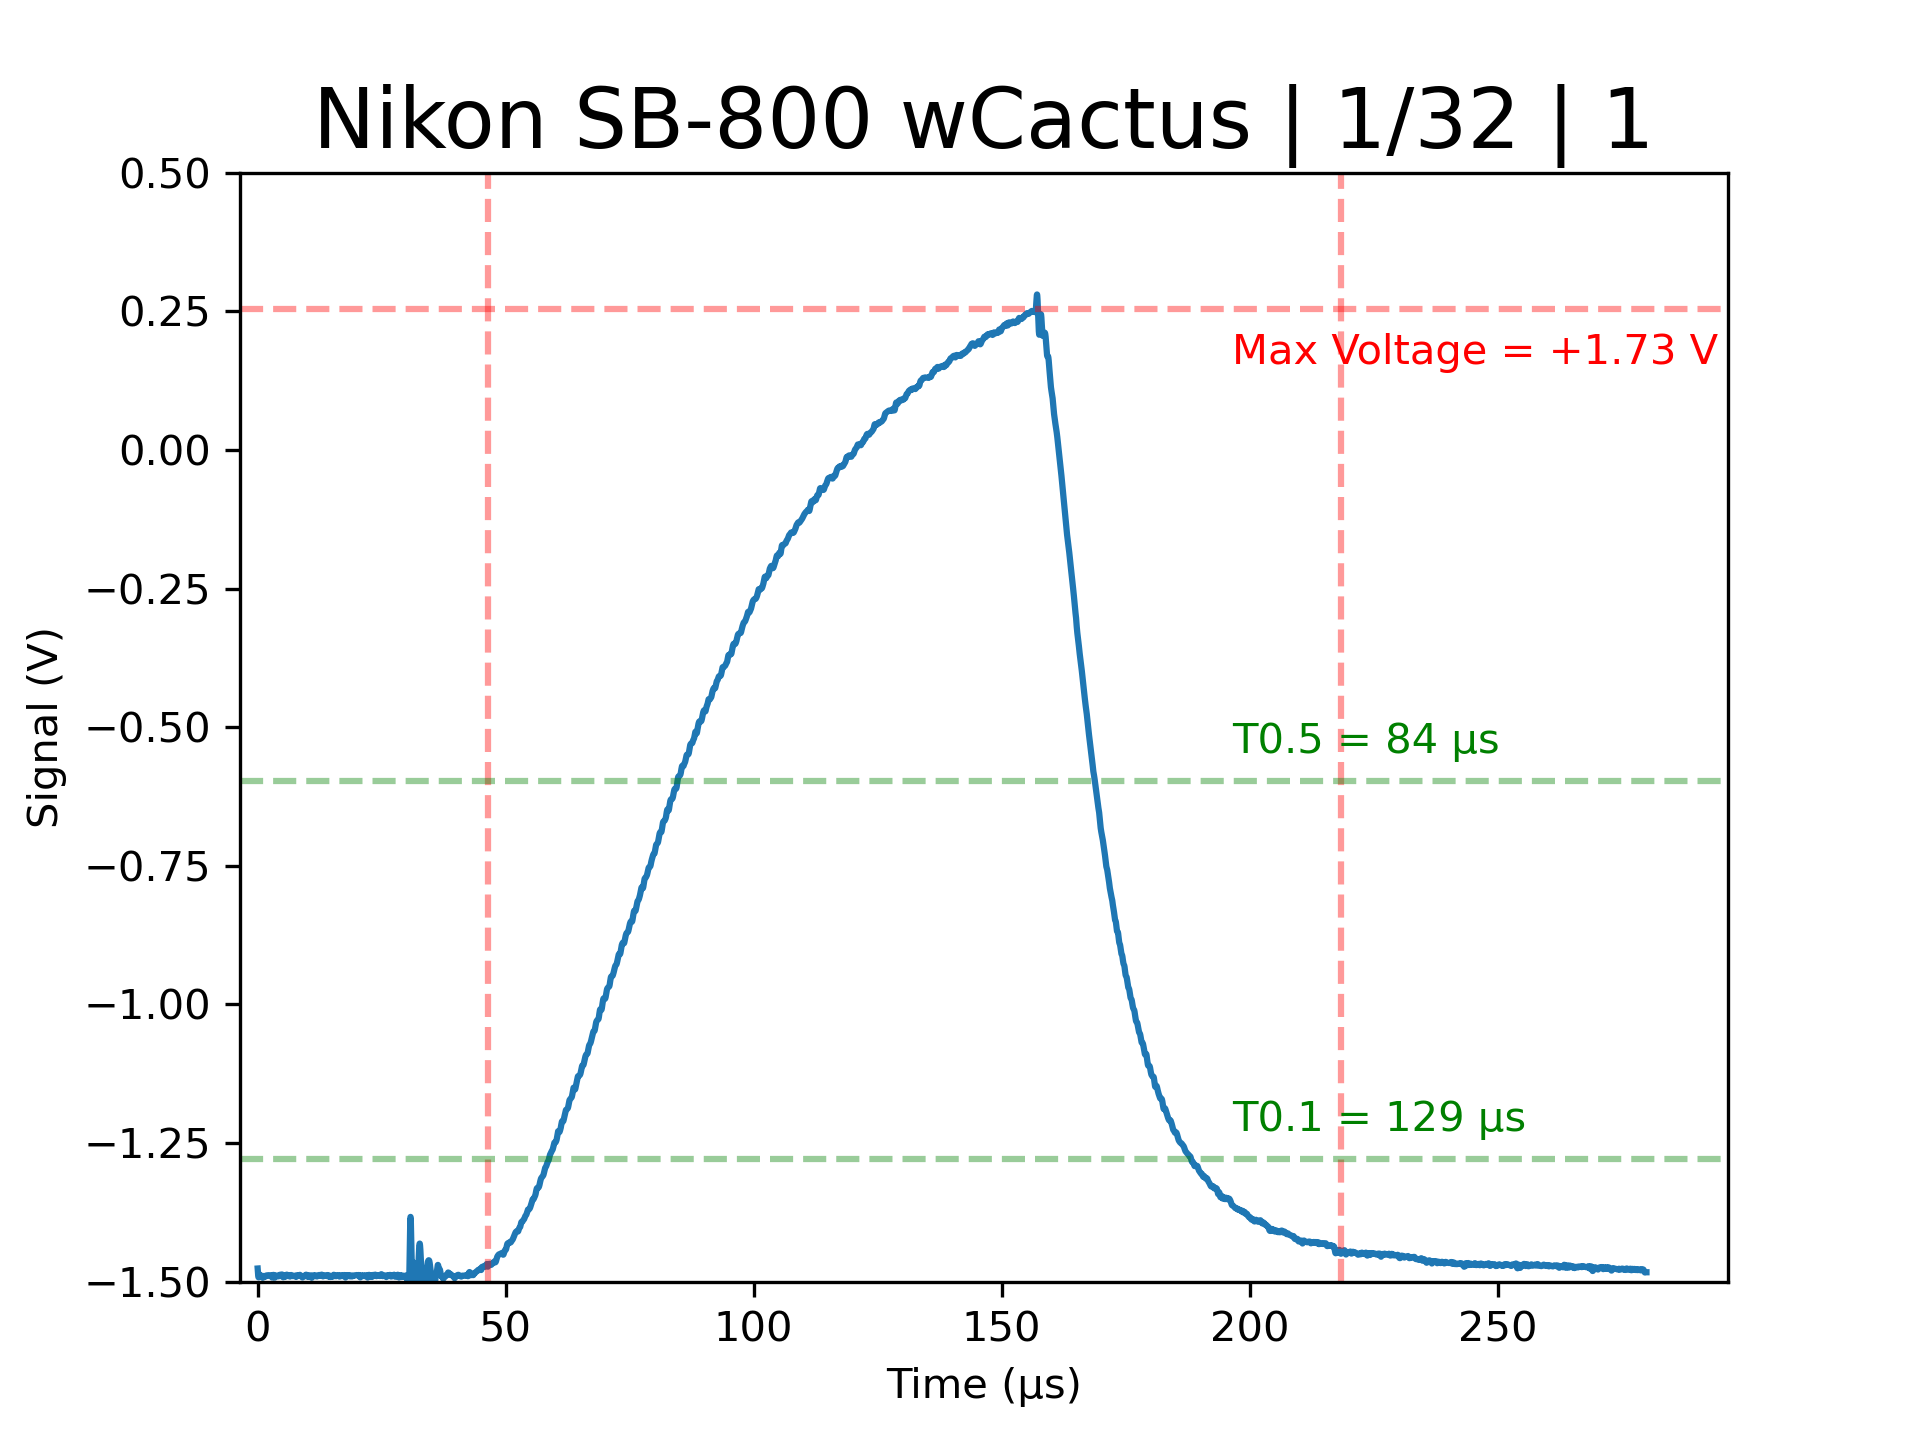 Nikon SB-800 wCactus | 1/32 | 1
0.50
0.25
Max Voltage = +1.73 V
0.00
−0.25
−0.50
T0.5 = 84 µs
−0.75
−1.00
T0.1 = 129 µs
−1.25
−1.50
Signal (V)
0 50 100 150 200 250
Time (µs)